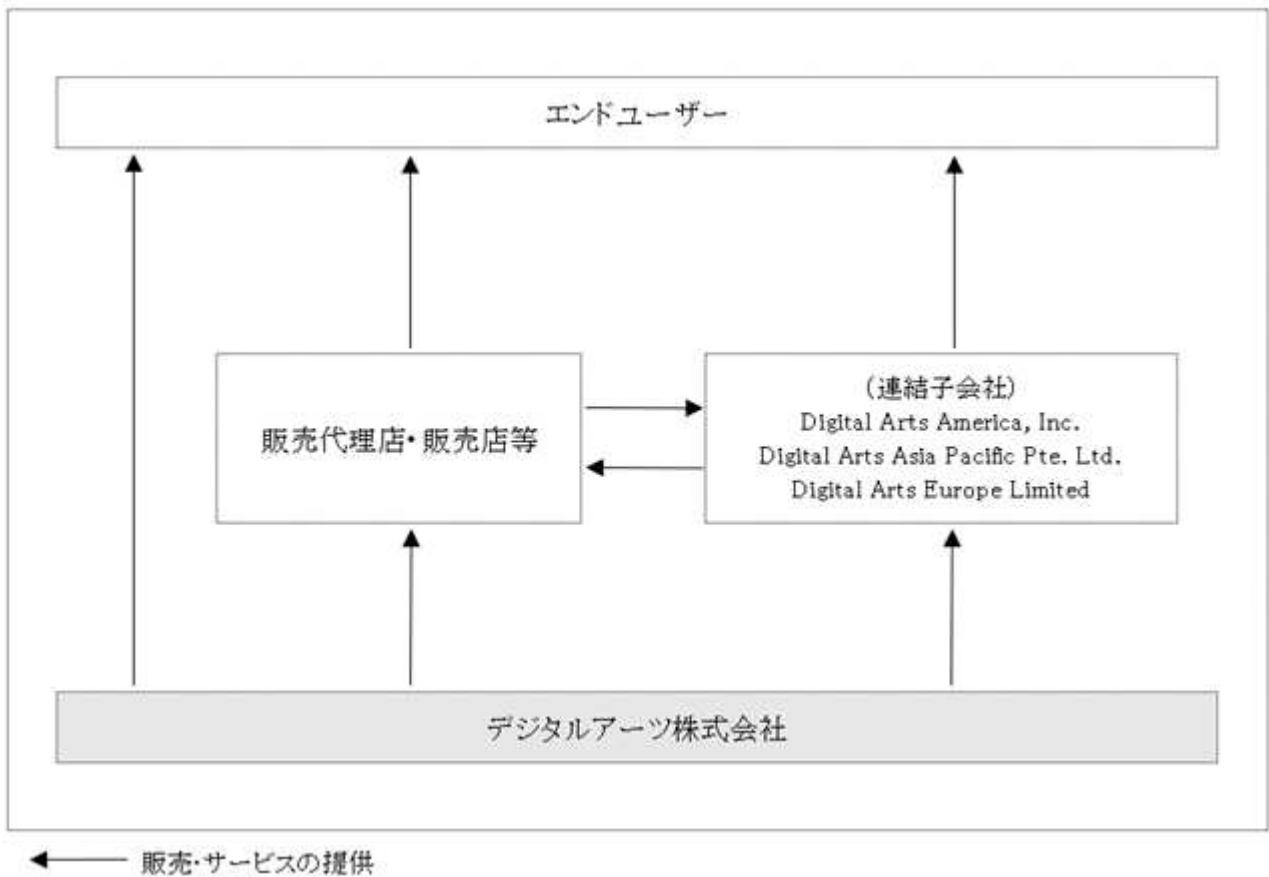 エンドユーザー
販売代理店・販売店等
(連結子会社)
Digital Arts America, Inc.
Digital Arts Asia Pacific Pte. Ltd.
Digital Arts Europe Limited
デジタルアーツ株式会社
販売・サービスの提供